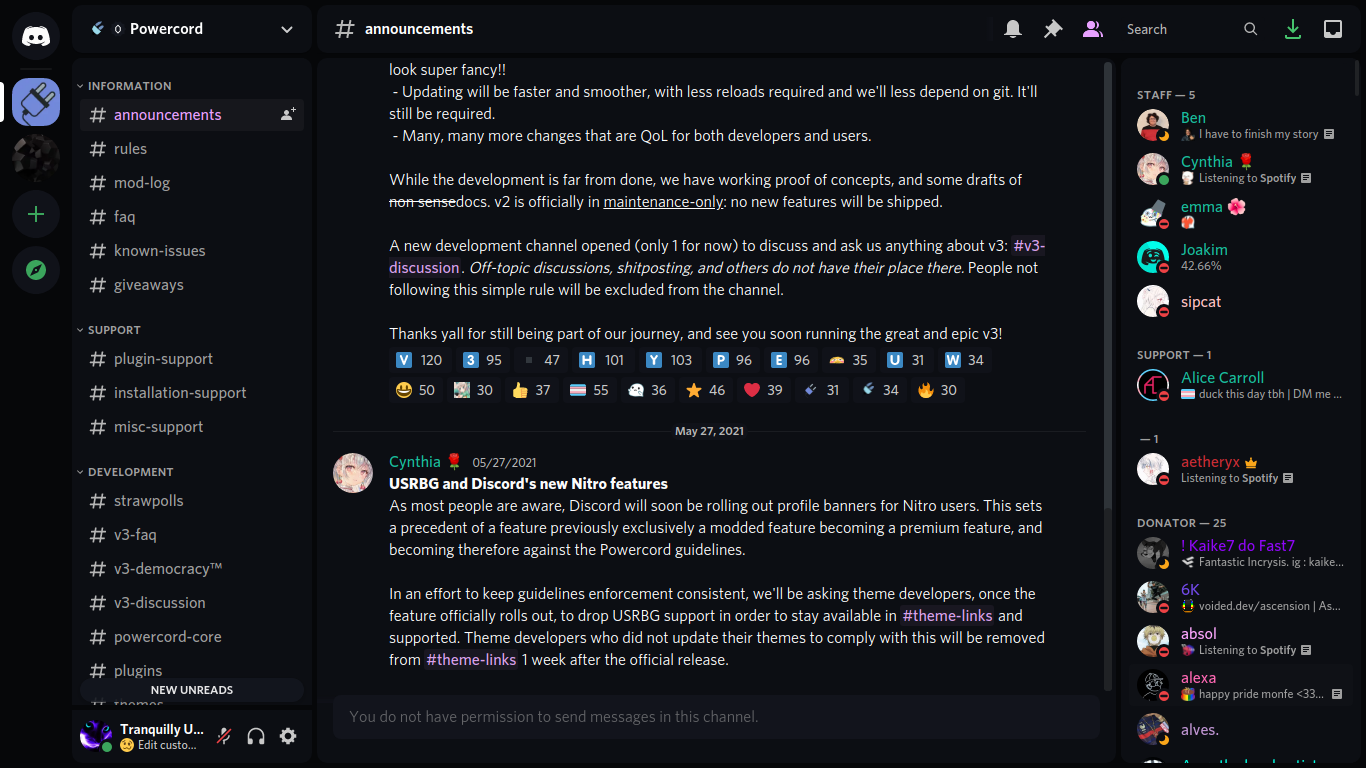 Powercord
INFORMATION
announcements
rules
mod-log
faq
known-issues
giveaways
SUPPORT
plugin-support
installation-support
misc-support
DEVELOPMENT
strawpolls
v3-faq
v3-democracy™
v3-discussion
powercord-core
plugins
NEW UNREADS
Tranquilly U...
Edit custo...
announcements
Search
look super fancy!!
- Updating will be faster and smoother, with less reloads required and we'll less depend on git. It'll
still be required.
- Many, many more changes that are QoL for both developers and users.
While the development is far from done, we have working proof of concepts, and some drafts of
non sensedocs. v2 is officially in maintenance-only: no new features will be shipped.
A new development channel opened (only 1 for now) to discuss and ask us anything about v3: #v3-
discussion. Off-topic discussions, shitposting, and others do not have their place there. People not
following this simple rule will be excluded from the channel.
Thanks yall for still being part of our journey, and see you soon running the great and epic v3!
V 120 3 95 47 H 101 Y 103 P 96 E 96 35 U 31 W 34
50 30 37 55 36 46 39 31 34 30
May 27, 2021
Cynthia 🌹 05/27/2021
USRBG and Discord's new Nitro features
As most people are aware, Discord will soon be rolling out profile banners for Nitro users. This sets
a precedent of a feature previously exclusively a modded feature becoming a premium feature, and
becoming therefore against the Powercord guidelines.
In an effort to keep guidelines enforcement consistent, we'll be asking theme developers, once the
feature officially rolls out, to drop USRBG support in order to stay available in #theme-links and
supported. Theme developers who did not update their themes to comply with this will be removed
from #theme-links 1 week after the official release.
You do not have permission to send messages in this channel.
STAFF — 5
Ben
I have to finish my story
Cynthia 🌹
Listening to Spotify
emma 🌺
Joakim
42.66%
sipcat
SUPPORT — 1
Alice Carroll
duck this day tbh | DM me ...
— 1
aetheryx
Listening to Spotify
DONATOR — 25
! Kaike7 do Fast7
Fantastic Incrysis. ig : kaike...
6K
voided.dev/ascension | As...
absol
Listening to Spotify
alexa
happy pride monfe <33...
alves.